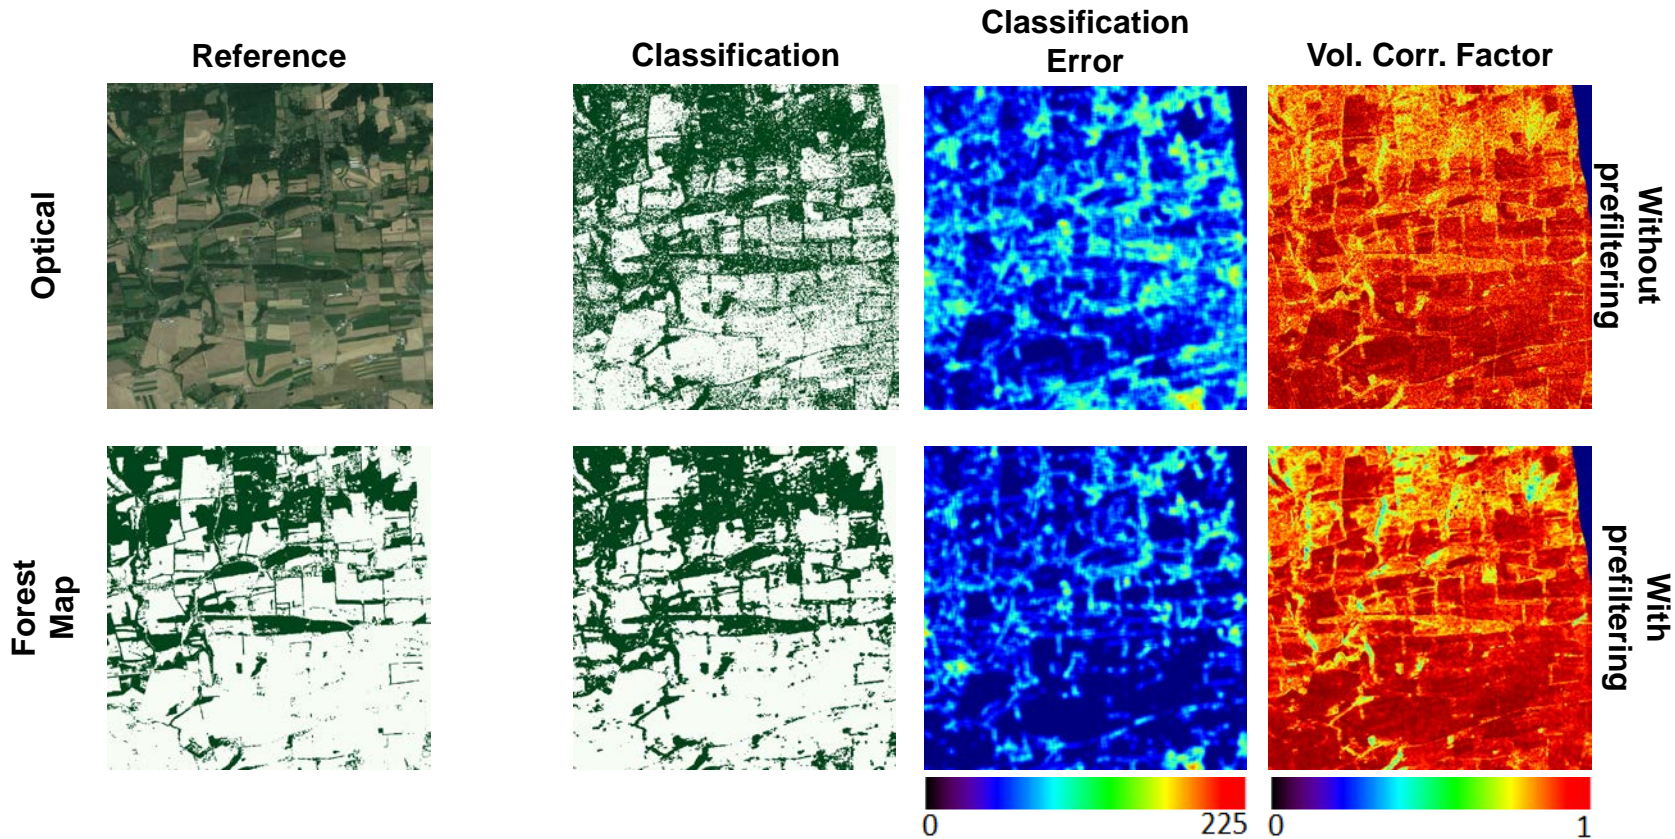 Reference
Classification
Classification
Error
Vol. Corr. Factor
Optical
Without
prefiltering
Forest
Map
With
prefiltering
0
225
0
1